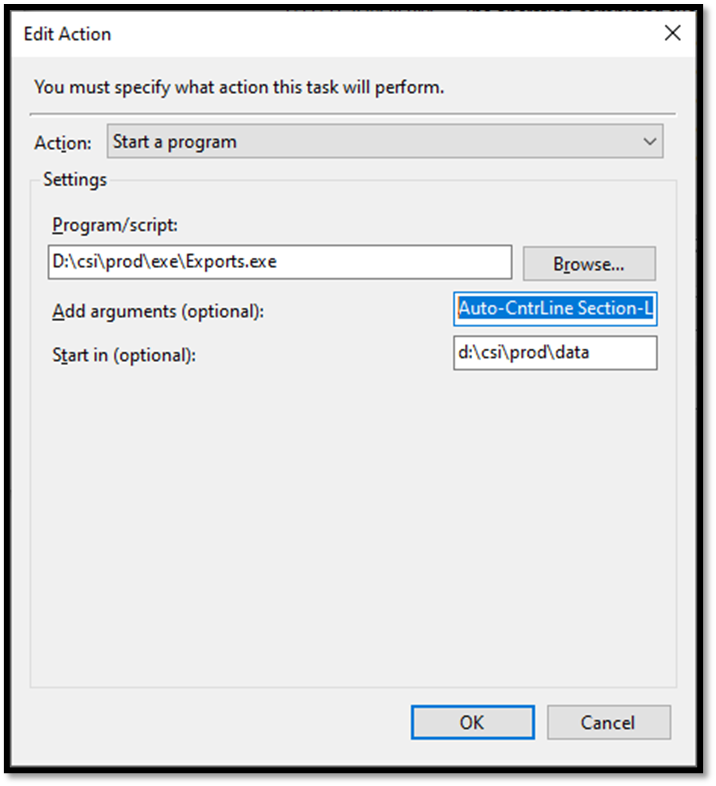 Edit Action
You must specify what action this task will perform.
Action: Start a program
Settings
Program/script:
D:\csi\prod\exe\Exports.exe
Browse...
Add arguments (optional): Auto-CntrLine Section-L
Start in (optional): d:\csi\prod\data
OK Cancel